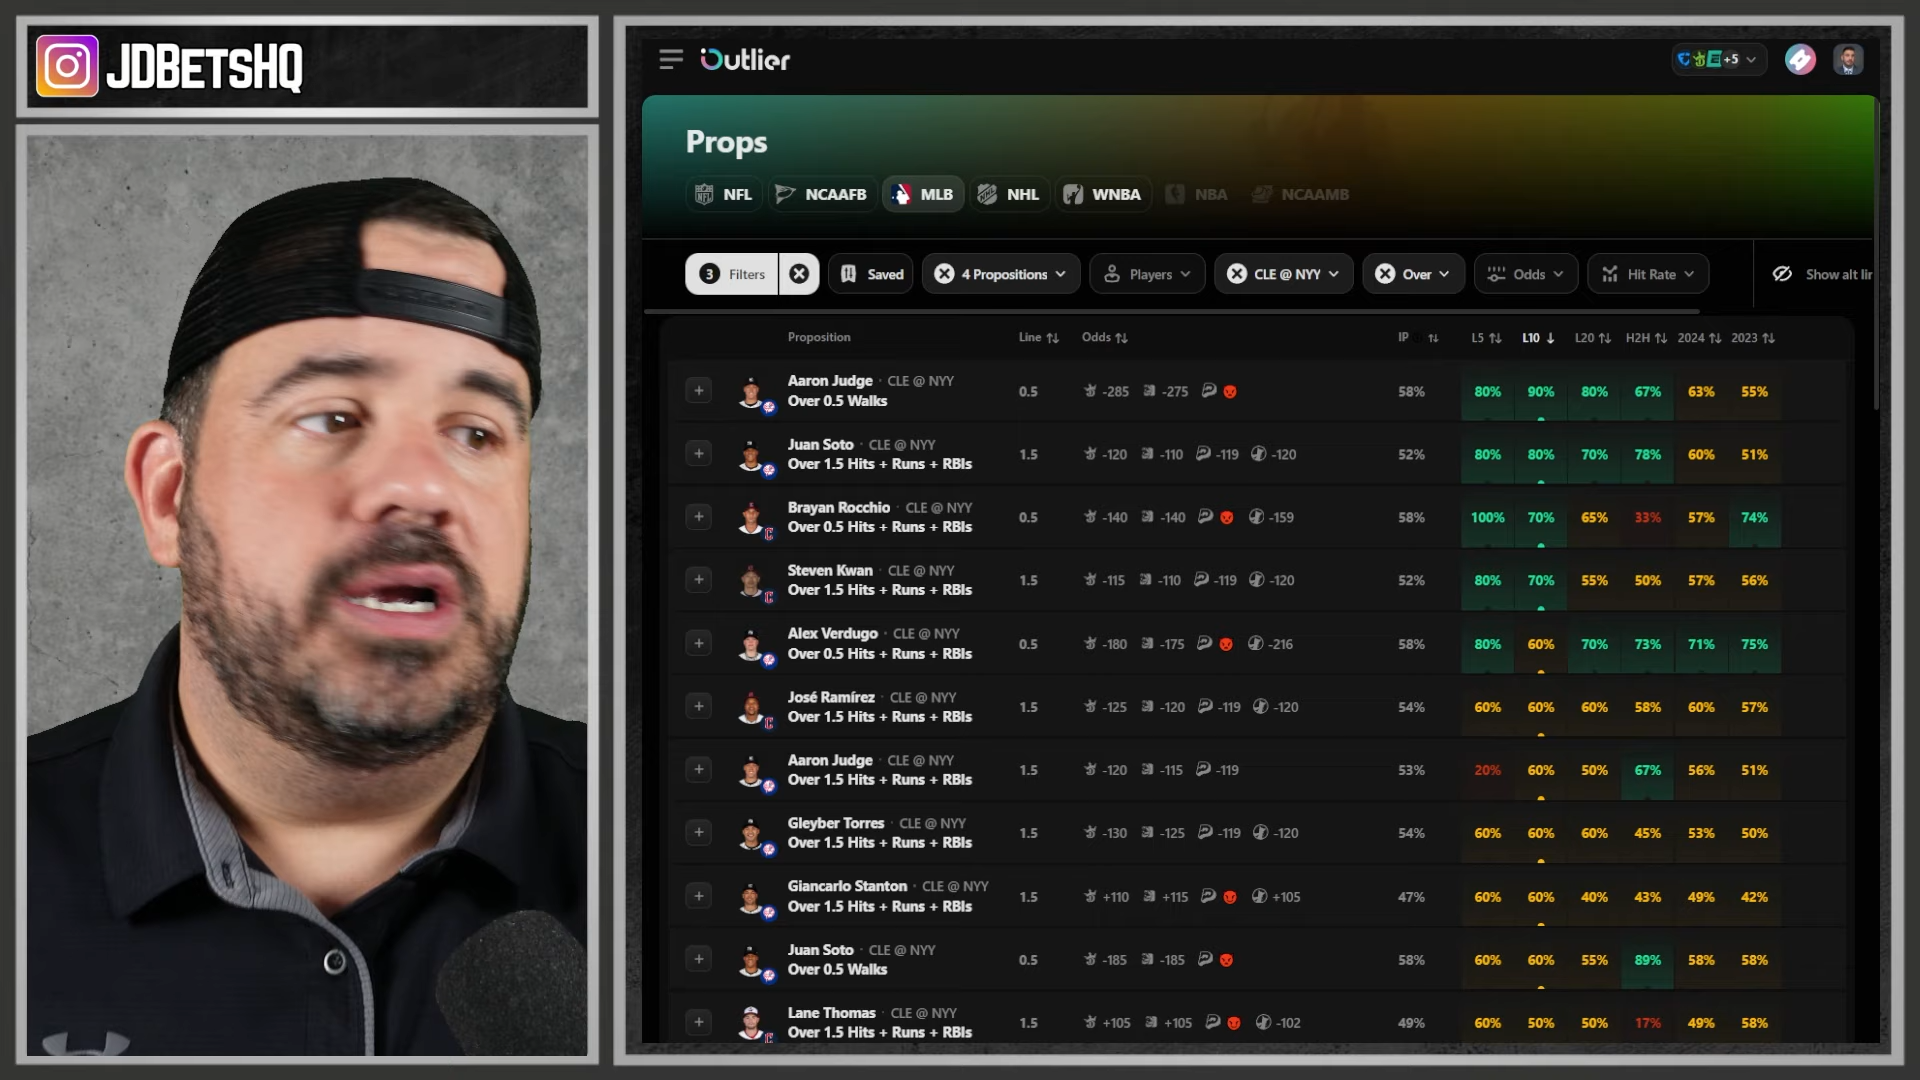 JDBETSHQ
Outlier
+5
Props
NFL NCAAFB MLB NHL WNBA NBA NCAAMB
3 Filters Saved 4 Propositions Players CLE @ NYY Over Odds Hit Rate Show alt lin
Proposition Line Odds IP L5 L10 L20 H2H 2024 2023
Aaron Judge · CLE @ NYY
Over 0.5 Walks
0.5 -285 -275 58% 80% 90% 80% 67% 63% 55%
Juan Soto · CLE @ NYY
Over 1.5 Hits + Runs + RBIs
1.5 -120 -110 -119 -120 52% 80% 80% 70% 78% 60% 51%
Brayan Rocchio · CLE @ NYY
Over 0.5 Hits + Runs + RBIs
0.5 -140 -140 -159 58% 100% 70% 65% 33% 57% 74%
Steven Kwan · CLE @ NYY
Over 1.5 Hits + Runs + RBIs
1.5 -115 -110 -119 -120 52% 80% 70% 55% 50% 57% 56%
Alex Verdugo · CLE @ NYY
Over 0.5 Hits + Runs + RBIs
0.5 -180 -175 -216 58% 80% 60% 70% 73% 71% 75%
José Ramírez · CLE @ NYY
Over 1.5 Hits + Runs + RBIs
1.5 -125 -120 -119 -120 54% 60% 60% 60% 58% 60% 57%
Aaron Judge · CLE @ NYY
Over 1.5 Hits + Runs + RBIs
1.5 -120 -115 -119 53% 20% 60% 50% 67% 56% 51%
Gleyber Torres · CLE @ NYY
Over 1.5 Hits + Runs + RBIs
1.5 -130 -125 -119 -120 54% 60% 60% 60% 45% 53% 50%
Giancarlo Stanton · CLE @ NYY
Over 1.5 Hits + Runs + RBIs
1.5 +110 +115 +105 47% 60% 60% 40% 43% 49% 42%
Juan Soto · CLE @ NYY
Over 0.5 Walks
0.5 -185 -185 58% 60% 60% 55% 89% 58% 58%
Lane Thomas · CLE @ NYY
Over 1.5 Hits + Runs + RBIs
1.5 +105 +105 -102 49% 60% 50% 50% 17% 49% 58%